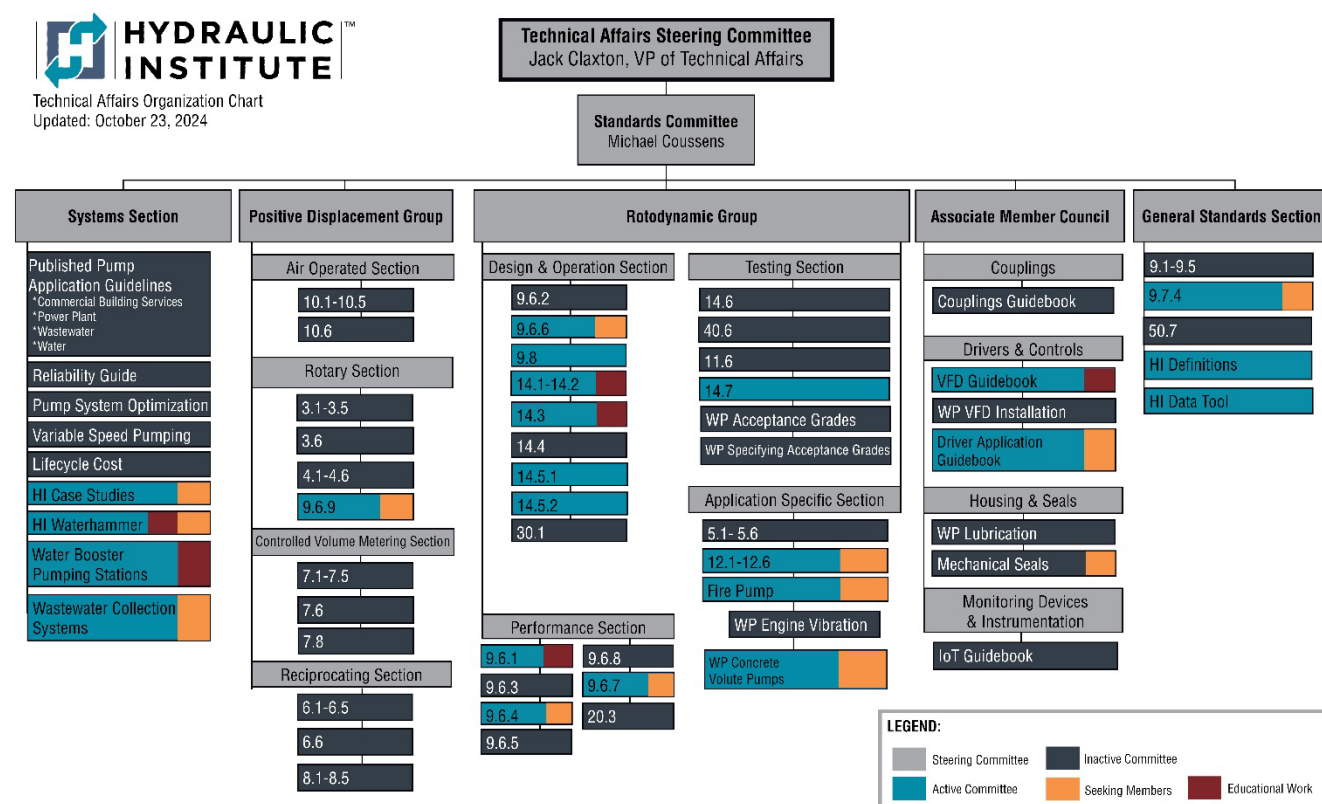 HYDRAULIC
INSTITUTE
TM
Technical Affairs Organization Chart
Updated: October 23, 2024
Technical Affairs Steering Committee
Jack Claxton, VP of Technical Affairs
Standards Committee
Michael Coussens
Systems Section
Published Pump
Application Guidelines
*Commercial Building Services
*Power Plant
*Wastewater
*Water
Reliability Guide
Pump System Optimization
Variable Speed Pumping
Lifecycle Cost
HI Case Studies
HI Waterhammer
Water Booster
Pumping Stations
Wastewater Collection
Systems
Positive Displacement Group
Air Operated Section
10.1-10.5
10.6
Rotary Section
3.1-3.5
3.6
4.1-4.6
9.6.9
Controlled Volume Metering Section
7.1-7.5
7.6
7.8
Reciprocating Section
6.1-6.5
6.6
8.1-8.5
Rotodynamic Group
Design & Operation Section
9.6.2
9.6.6
9.8
14.1-14.2
14.3
14.4
14.5.1
14.5.2
30.1
Performance Section
9.6.1
9.6.3
9.6.4
9.6.5
9.6.8
9.6.7
20.3
Testing Section
14.6
40.6
11.6
14.7
WP Acceptance Grades
WP Specifying Acceptance Grades
Application Specific Section
5.1- 5.6
12.1-12.6
Fire Pump
WP Engine Vibration
WP Concrete
Volute Pumps
Associate Member Council
Couplings
Couplings Guidebook
Drivers & Controls
VFD Guidebook
WP VFD Installation
Driver Application
Guidebook
Housing & Seals
WP Lubrication
Mechanical Seals
Monitoring Devices
& Instrumentation
IoT Guidebook
General Standards Section
9.1-9.5
9.7.4
50.7
HI Definitions
HI Data Tool
LEGEND:
Steering Committee
Inactive Committee
Active Committee
Seeking Members
Educational Work